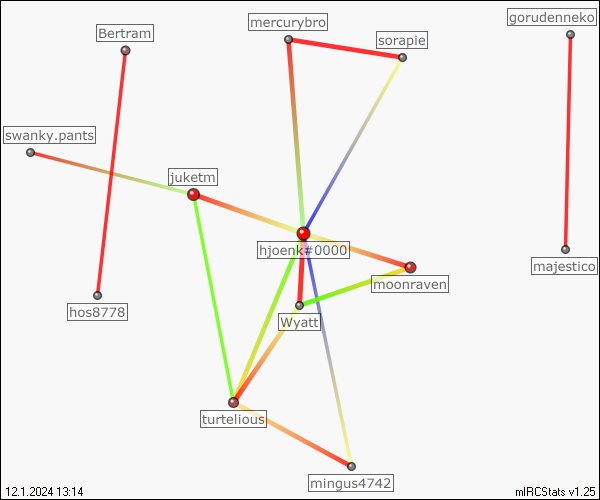 gorudenneko
mercurybro
Bertram
sorapie
swanky.pants
juketm
hjoenk#0000
majestico
moonraven
hos8778
Wyatt
turtelious
mingus4742
12.1.2024 13:14
mIRCStats v1.25